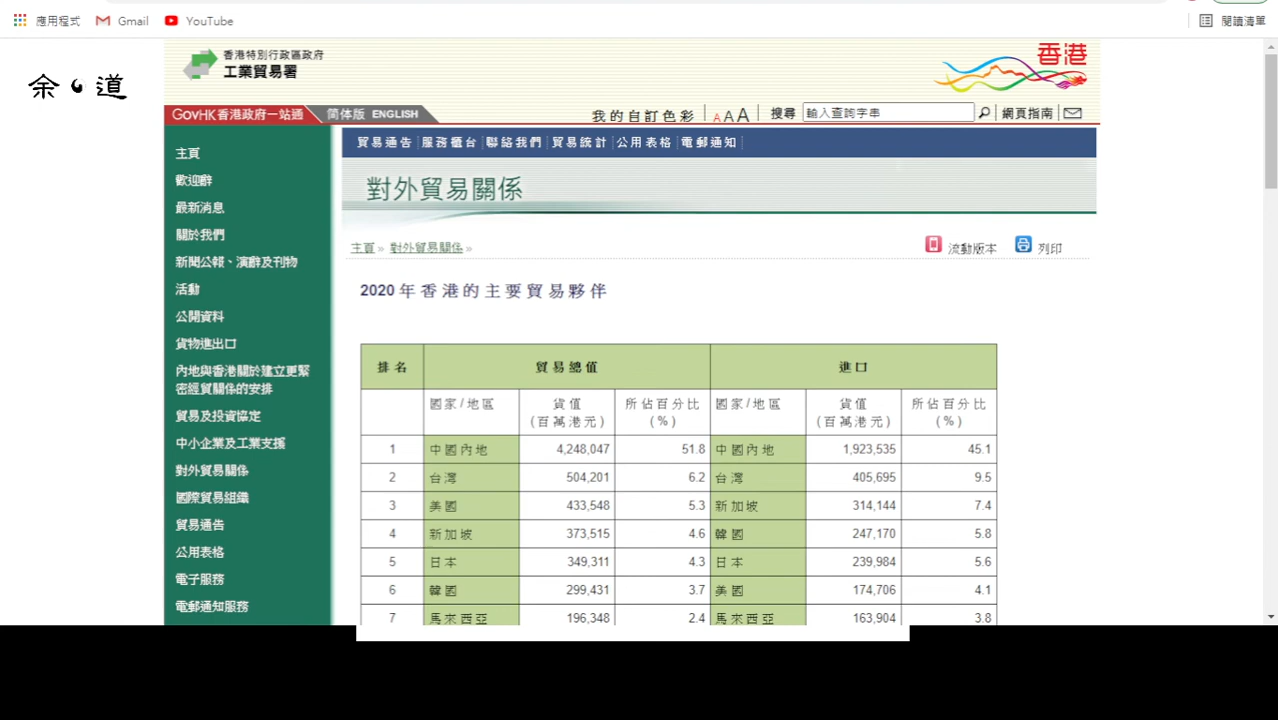 應用程式 Gmail YouTube 閱讀清單
余 道
香港特別行政區政府
工業貿易署
香港
GovHK香港政府一站通 简体版 ENGLISH
我的自訂色彩 A A A 搜尋 輸入查詢字串 網頁指南
貿易通告 服務櫃台 聯絡我們 貿易統計 公用表格 電郵通知
主頁
歡迎辭
最新消息
關於我們
新聞公報、演辭及刊物
活動
公開資料
貨物進出口
內地與香港關於建立更緊
密經貿關係的安排
貿易及投資協定
中小企業及工業支援
對外貿易關係
國際貿易組織
貿易通告
公用表格
電子服務
電郵通知服務
對外貿易關係
主頁 » 對外貿易關係 »
流動版本 列印
2020年香港的主要貿易夥伴
排名 貿易總值 進口
國家/地區 貨值 所佔百分比 國家/地區 貨值 所佔百分比
(百萬港元) (%) (百萬港元) (%)
1 中國內地 4,248,047 51.8 中國內地 1,923,535 45.1
2 台灣 504,201 6.2 台灣 405,695 9.5
3 美國 433,548 5.3 新加坡 314,144 7.4
4 新加坡 373,515 4.6 韓國 247,170 5.8
5 日本 349,311 4.3 日本 239,984 5.6
6 韓國 299,431 3.7 美國 174,706 4.1
7 馬來西亞 196,348 2.4 馬來西亞 163,904 3.8